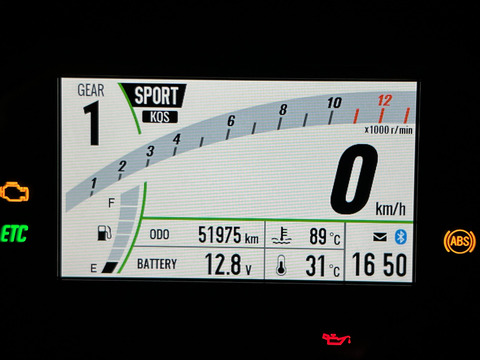 GEAR
1
SPORT
KQS
1 2 3 4 6 8 10 12
x1000 r/min
0 km/h
F
E
ETC
ODO 51975 km
89 °C
BATTERY 12.8 V
31 °C
16 50
ABS